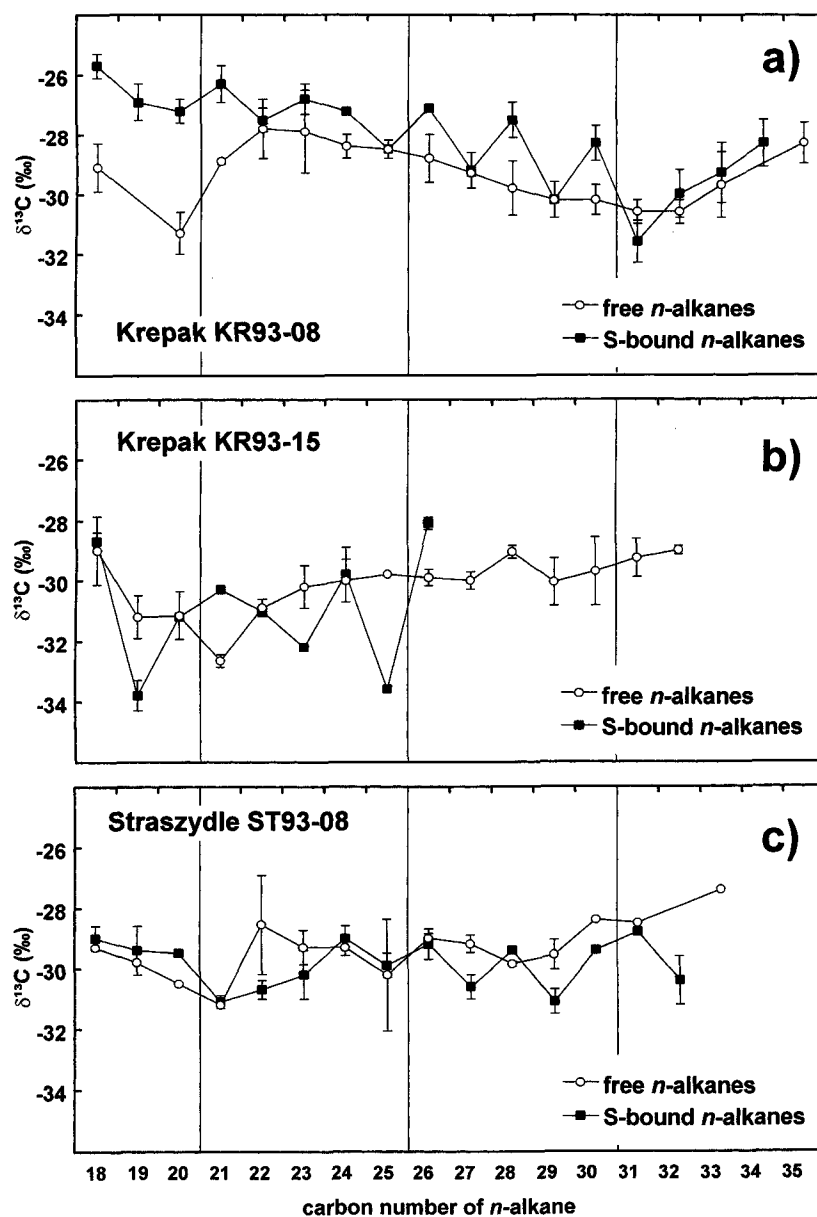 a)
-26
-28
-30
-32
-34
δ¹³C (‰)
Krepak KR93-08
free n-alkanes
S-bound n-alkanes
b)
Krepak KR93-15
-26
-28
-30
-32
-34
δ¹³C (‰)
free n-alkanes
S-bound n-alkanes
c)
Straszydle ST93-08
-26
-28
-30
-32
-34
δ¹³C (‰)
free n-alkanes
S-bound n-alkanes
18 19 20 21 22 23 24 25 26 27 28 29 30 31 32 33 34 35
carbon number of n-alkane